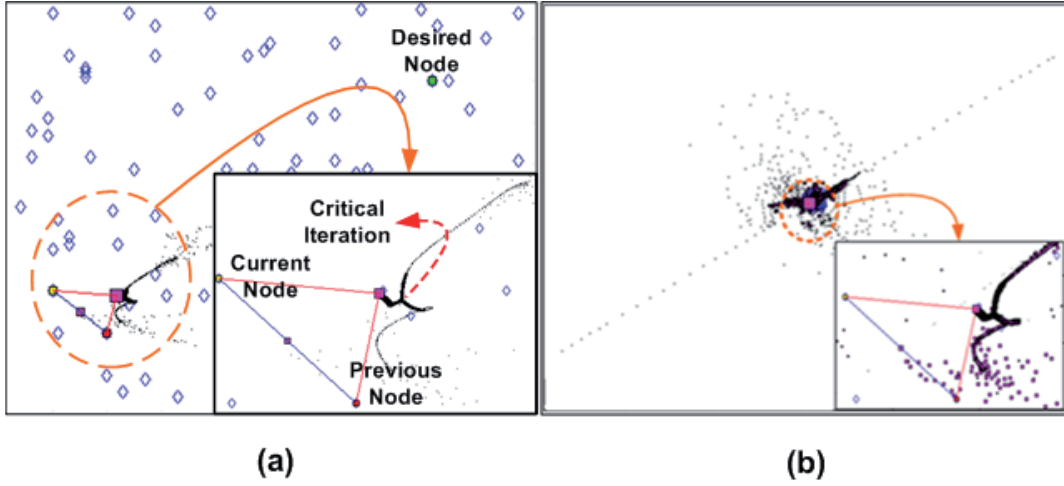 Desired
Node
Critical
Iteration
Current
Node
Previous
Node
(a)
(b)